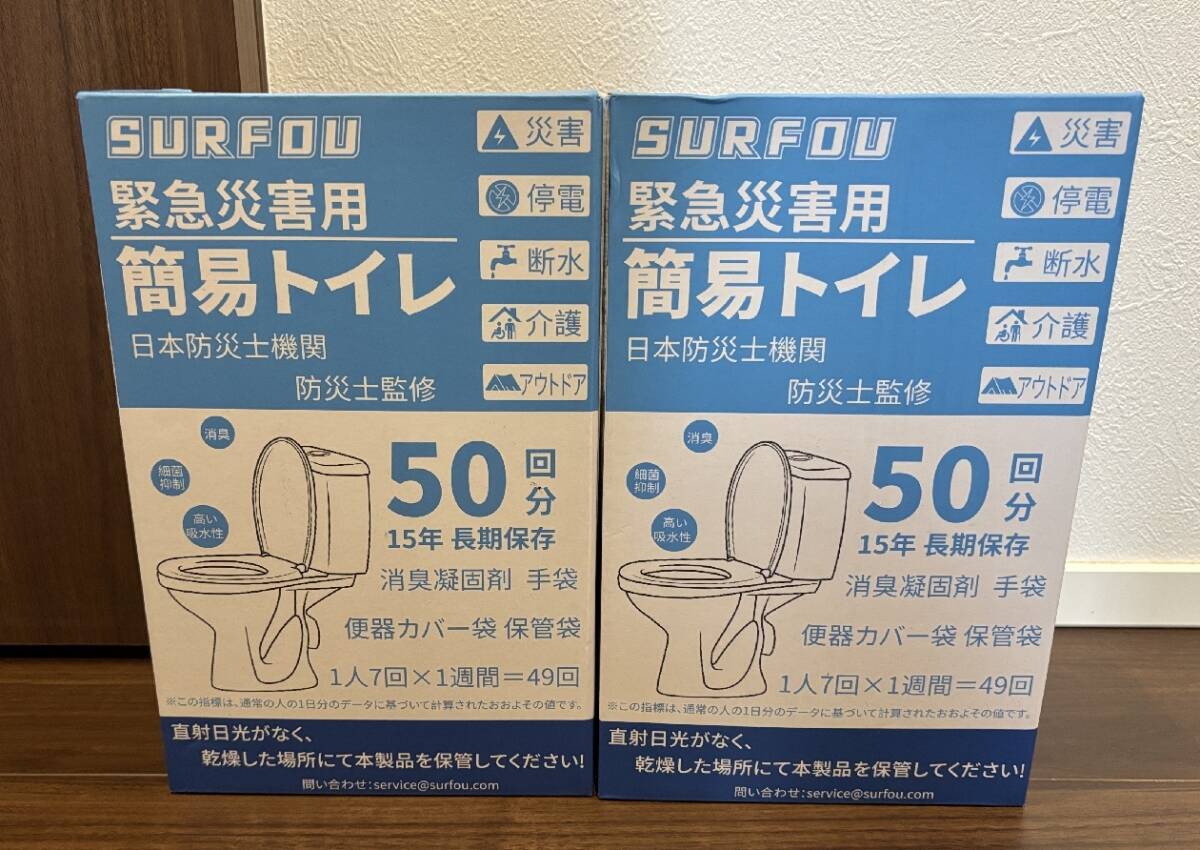 SURFOU
災害
緊急災害用
停電
簡易トイレ
断水
日本防災士機関
介護
防災士監修
アウトドア
消臭
細菌
抑制
高い
吸水性
50回分
15年 長期保存
消臭凝固剤 手袋
便器カバー袋 保管袋
1人7回×1週間=49回
※この指標は、通常の人の1日分のデータに基づいて計算されたおおよその値です。
直射日光がなく、
乾燥した場所にて本製品を保管してください!
問い合わせ:service@surfou.com
SURFOU
災害
緊急災害用
停電
簡易トイレ
断水
日本防災士機関
介護
防災士監修
アウトドア
消臭
細菌
抑制
高い
吸水性
50回分
15年 長期保存
消臭凝固剤 手袋
便器カバー袋 保管袋
1人7回×1週間=49回
※この指標は、通常の人の1日分のデータに基づいて計算されたおおよその値です。
直射日光がなく、
乾燥した場所にて本製品を保管してください!
問い合わせ:service@surfou.com